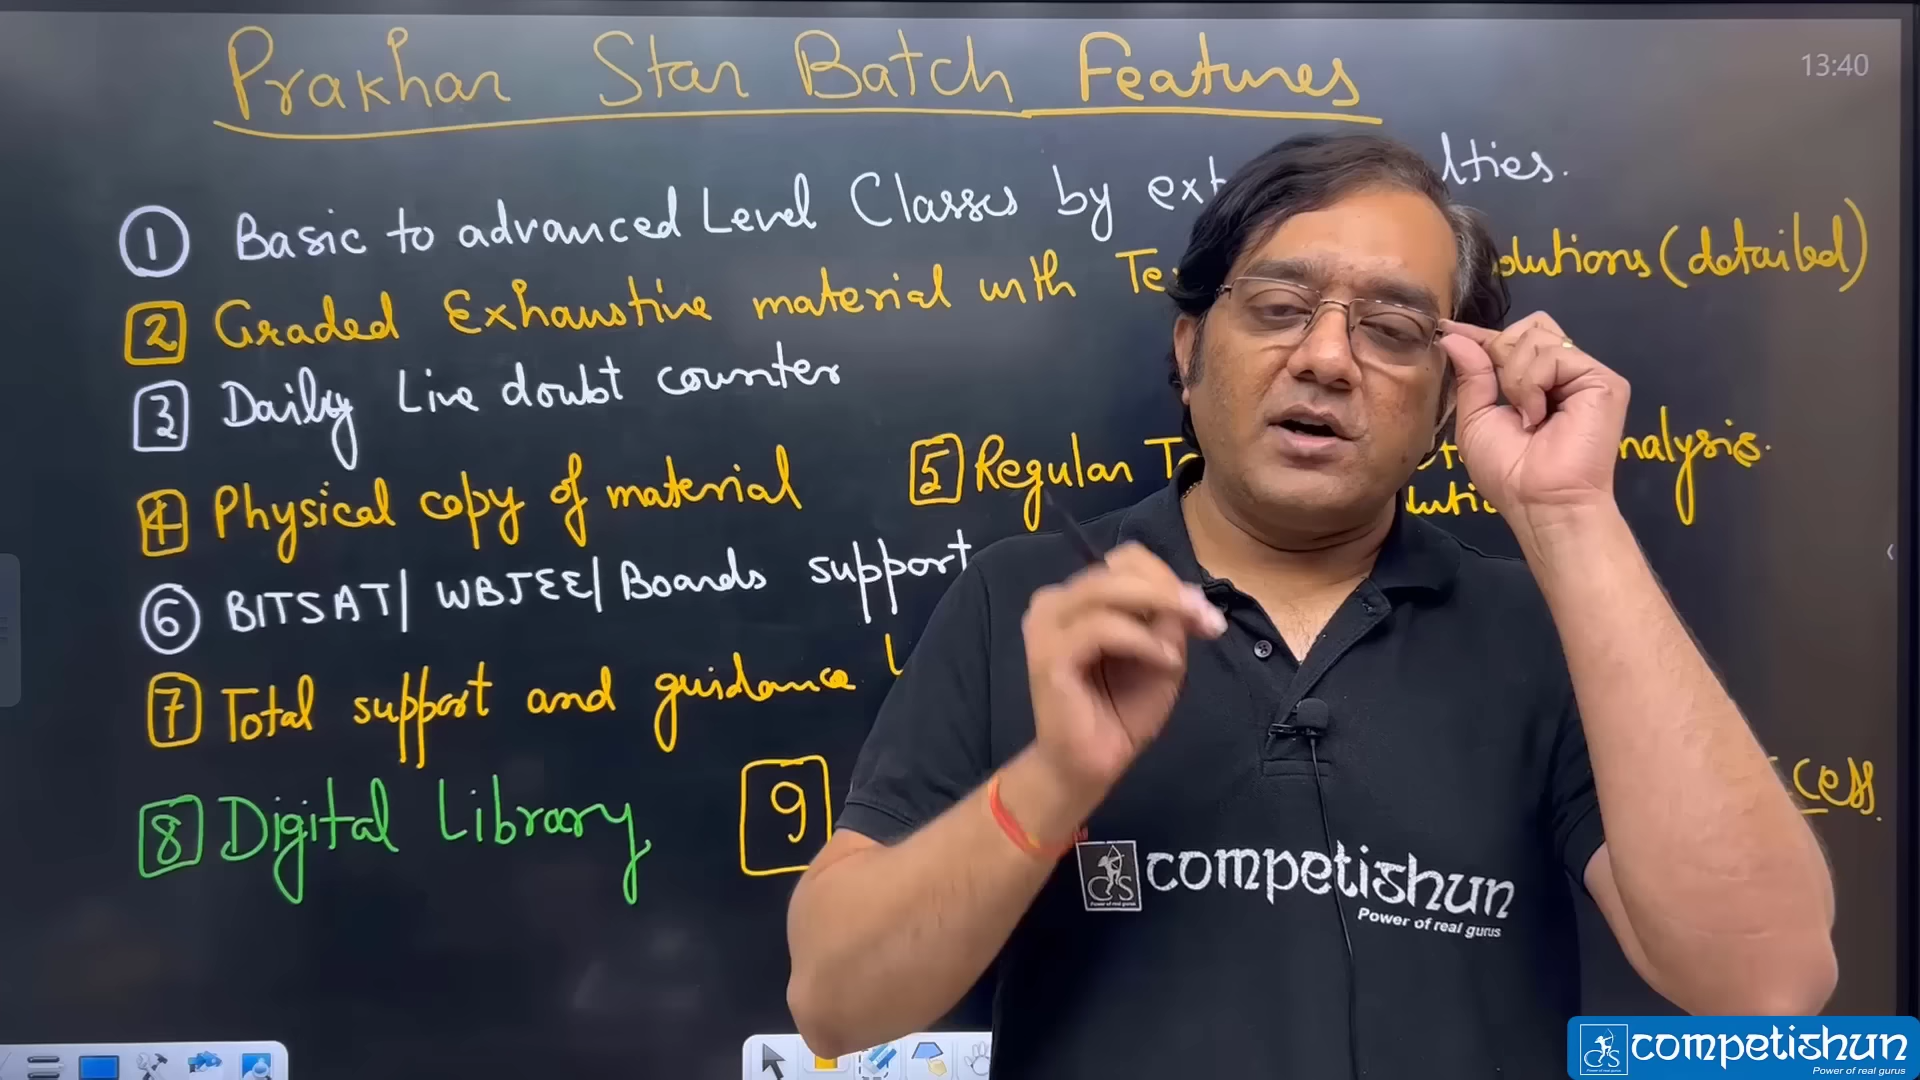 Prakhar Star Batch Features
13:40
1 Basic to advanced Level Classes by
2 Graded Exhaustive material with (detailed)
3 Daily Live doubt counter
4 Physical copy of material 5 Regular
6 BITSAT/ WBJEE/ Boards support
7 Total support and guidance
8 Digital Library 9
competishun
Power of real gurus
competishun
Power of real gurus